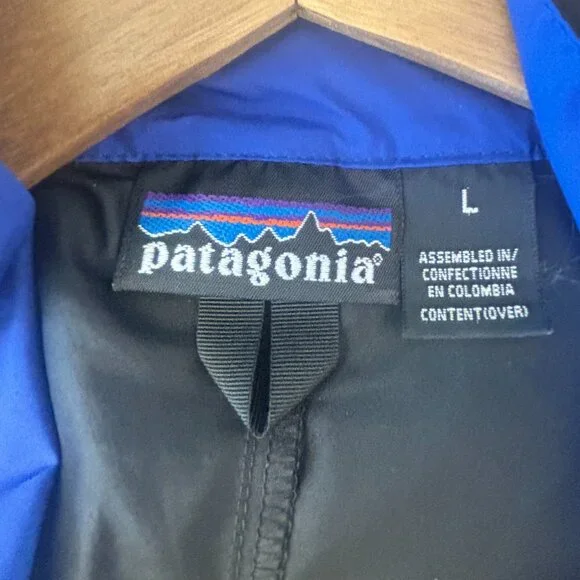 patagonia®
L
ASSEMBLED IN/
CONFECTIONNE
EN COLOMBIA
CONTENT(OVER)